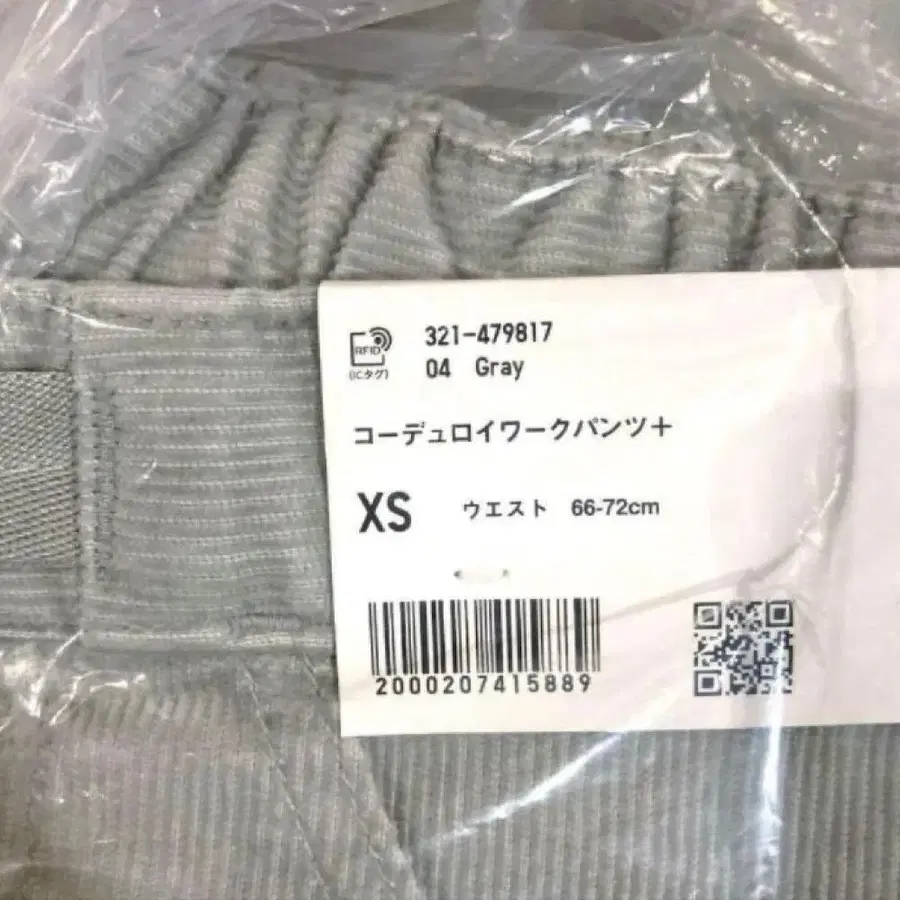 RFID
(ICタグ)
321-479817
04 Gray
コーデュロイワークパンツ+
XS ウエスト 66-72cm
2000207415889